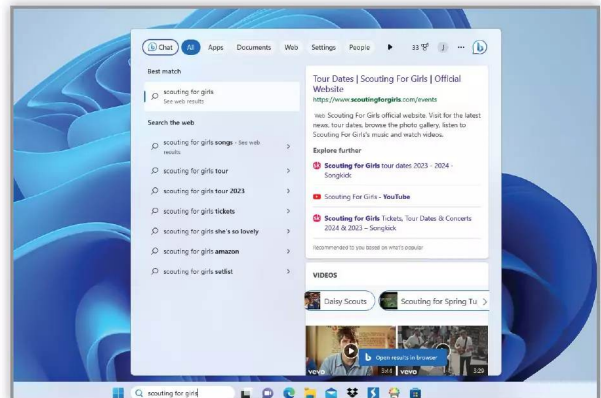 Chat All Apps Documents Web Settings People 33 J
Best match
scouting for girls
See web results
Search the web
scouting for girls songs - See web
results
scouting for girls tour
scouting for girls tour 2023
scouting for girls tickets
scouting for girls she's so lovely
scouting for girls amazon
scouting for girls setlist
Tour Dates | Scouting For Girls | Official
Website
https://www.scoutingforgirls.com/events
Web Scouting For Girls official website. Visit for the latest
news, tour dates, browse the photo gallery, listen to
Scouting For Girls's music and watch videos.
Explore further
Scouting for Girls tour dates 2023 - 2024 -
Songkick
Scouting For Girls - YouTube
Scouting for Girls Tickets, Tour Dates & Concerts
2024 & 2023 – Songkick
Recommended to you based on what's popular
VIDEOS
Daisy Scouts Scouting for Spring Tu
Open results in browser
vevo 3:46 vevo 3:29
scouting for girls